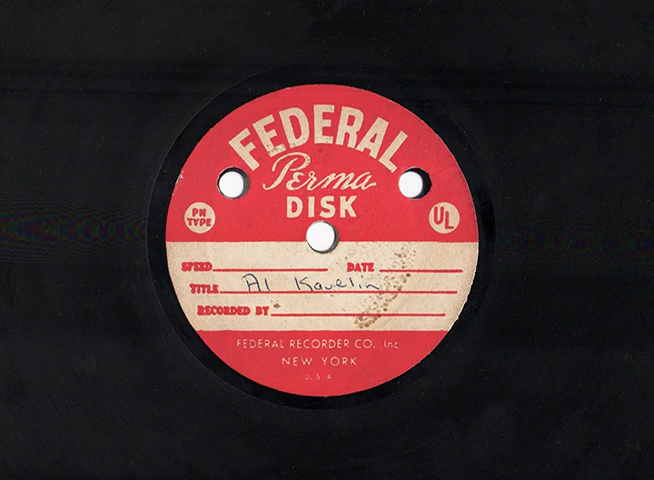 FEDERAL
Perma
DISK
PN TYPE
UL
SPEED DATE
TITLE Al Kavelin
RECORDED BY
FEDERAL RECORDER CO. Inc
NEW YORK
U. S. A